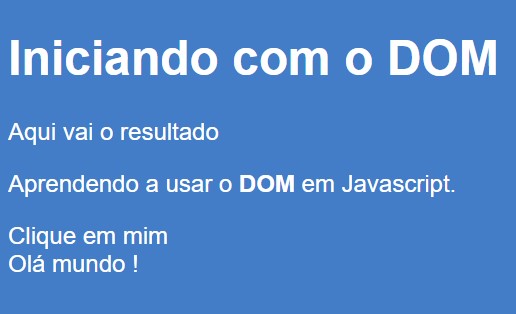 Iniciando com o DOM
Aqui vai o resultado
Aprendendo a usar o DOM em Javascript.
Clique em mim
Olá mundo !